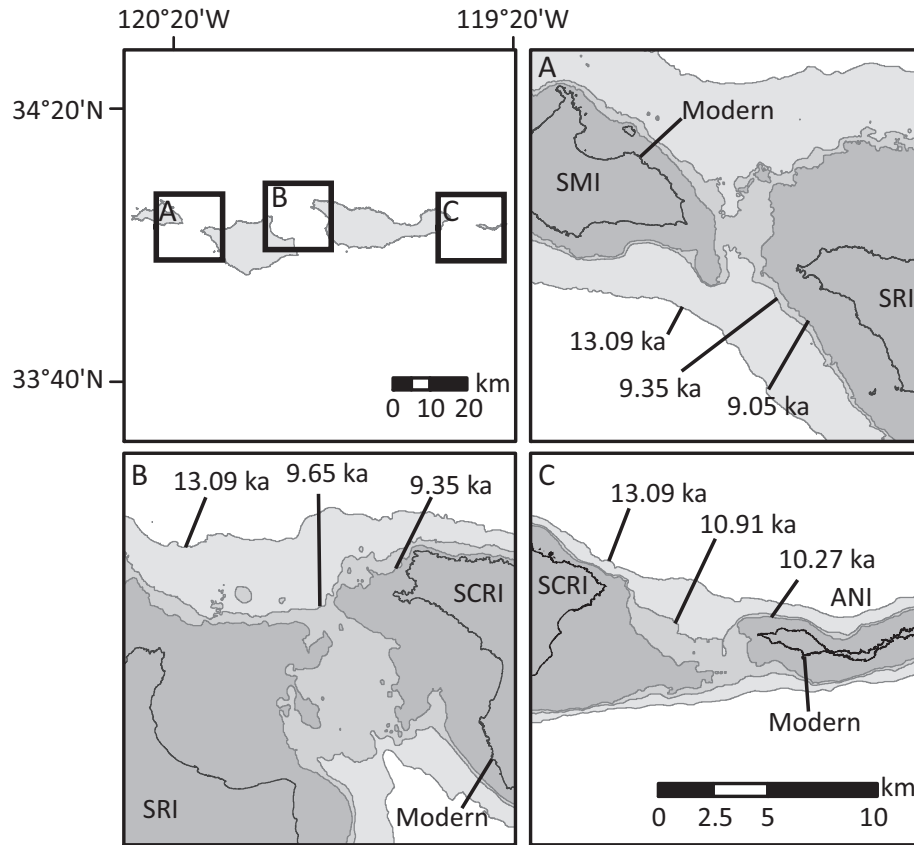 120°20'W
119°20'W
34°20'N
33°40'N
A
B
C
km
0 10 20
A
Modern
SMI
SRI
13.09 ka
9.35 ka
9.05 ka
B
13.09 ka
9.65 ka
9.35 ka
SCRI
SRI
Modern
C
13.09 ka
10.91 ka
10.27 ka
SCRI
ANI
Modern
km
0 2.5 5 10